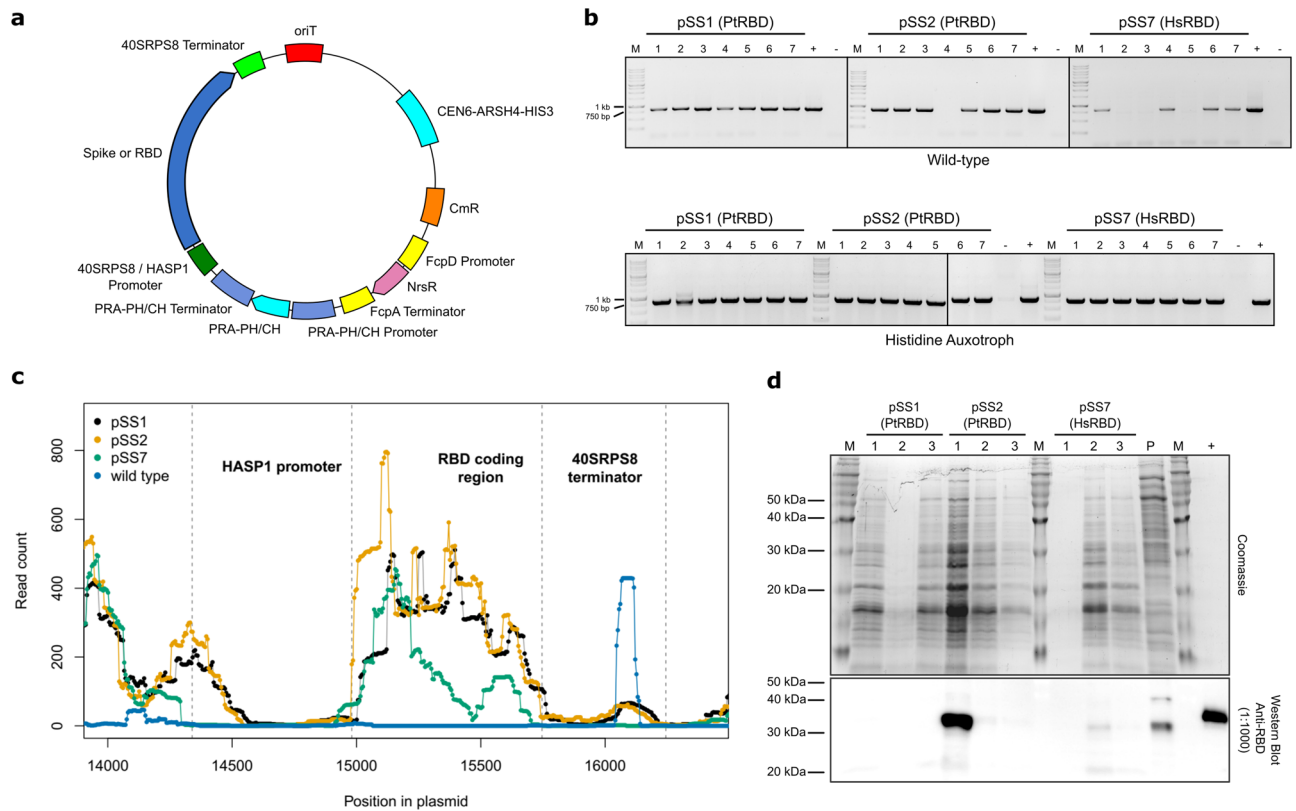 a
oriT
40SRPS8 Terminator
CEN6-ARSH4-HIS3
Spike or RBD
CmR
FcpD Promoter
40SRPS8 / HASP1
Promoter
NrsR
PRA-PH/CH Terminator
FcpA Terminator
PRA-PH/CH
PRA-PH/CH Promoter
b
pSS1 (PtRBD) pSS2 (PtRBD) pSS7 (HsRBD)
M 1 2 3 4 5 6 7 1 2 3 4 5 6 7 + - 1 2 3 4 5 6 7 + -
1 kb
750 bp
Wild-type
pSS1 (PtRBD) pSS2 (PtRBD) pSS7 (HsRBD)
M 1 2 3 4 5 6 7 M 1 2 3 4 5 6 7 - + M 1 2 3 4 5 6 7 - +
1 kb
750 bp
Histidine Auxotroph
c
pSS1
pSS2
pSS7
wild type
HASP1 promoter
RBD coding
region
40SRPS8
terminator
Read count
800
600
400
200
0
14000 14500 15000 15500 16000
Position in plasmid
d
pSS1
(PtRBD)
pSS2
(PtRBD)
pSS7
(HsRBD)
M 1 2 3 1 2 3 M 1 2 3 P M +
50 kDa
40 kDa
30 kDa
20 kDa
Coomassie
50 kDa
40 kDa
30 kDa
20 kDa
Western Blot
Anti-RBD
(1:1000)